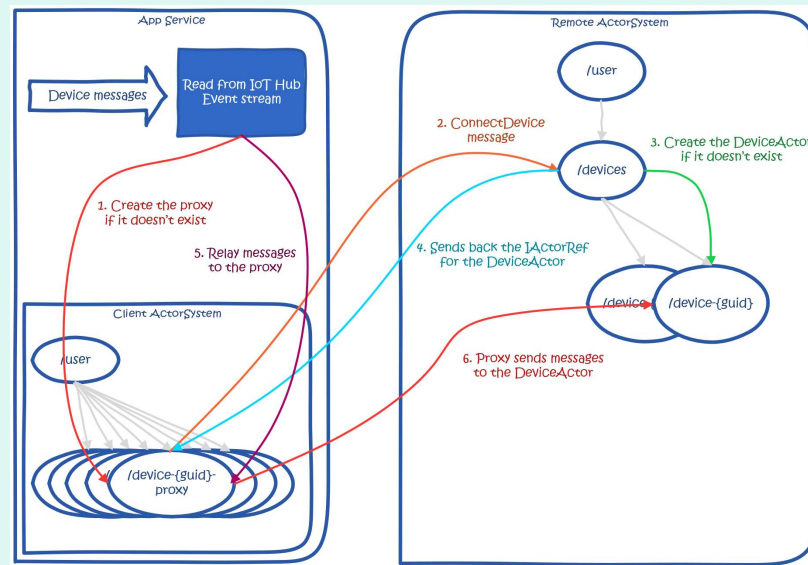 App Service
Device messages
Read from IoT Hub
Event stream
1. Create the proxy
if it doesn't exist
5. Relay messages
to the proxy
Client ActorSystem
/user
/
/device-{guid}-
proxy
Remote ActorSystem
/user
2. ConnectDevice
message
/devices
3. Create the DeviceActor
if it doesn't exist
4. Sends back the IActorRef
for the DeviceActor
/device-
/device-{guid}
6. Proxy sends messages
to the DeviceActor